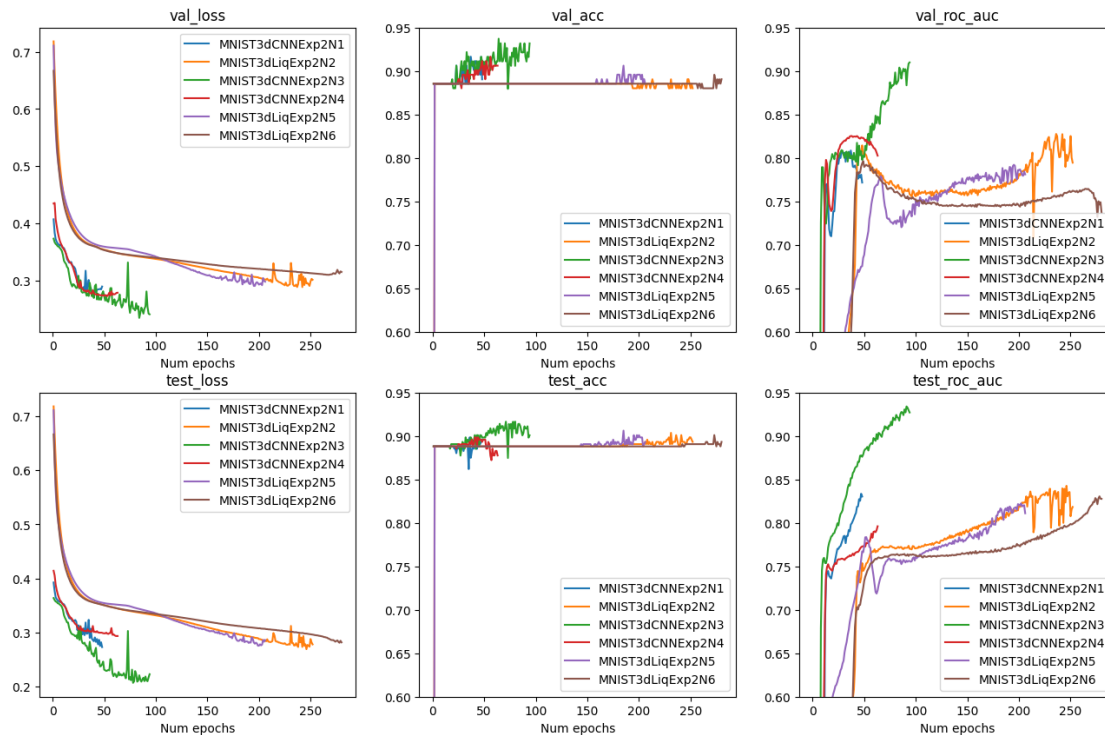 val_loss
0.7
0.6
0.5
0.4
0.3
0
50
100
150
200
250
Num epochs
MNIST3dCNNExp2N1
MNIST3dLiqExp2N2
MNIST3dCNNExp2N3
MNIST3dCNNExp2N4
MNIST3dLiqExp2N5
MNIST3dLiqExp2N6
val_acc
0.95
0.90
0.85
0.80
0.75
0.70
0.65
0.60
0
50
100
150
200
250
Num epochs
MNIST3dCNNExp2N1
MNIST3dLiqExp2N2
MNIST3dCNNExp2N3
MNIST3dCNNExp2N4
MNIST3dLiqExp2N5
MNIST3dLiqExp2N6
val_roc_auc
0.95
0.90
0.85
0.80
0.75
0.70
0.65
0.60
0
50
100
150
200
250
Num epochs
MNIST3dCNNExp2N1
MNIST3dLiqExp2N2
MNIST3dCNNExp2N3
MNIST3dCNNExp2N4
MNIST3dLiqExp2N5
MNIST3dLiqExp2N6
test_loss
0.7
0.6
0.5
0.4
0.3
0.2
0
50
100
150
200
250
Num epochs
MNIST3dCNNExp2N1
MNIST3dLiqExp2N2
MNIST3dCNNExp2N3
MNIST3dCNNExp2N4
MNIST3dLiqExp2N5
MNIST3dLiqExp2N6
test_acc
0.95
0.90
0.85
0.80
0.75
0.70
0.65
0.60
0
50
100
150
200
250
Num epochs
MNIST3dCNNExp2N1
MNIST3dLiqExp2N2
MNIST3dCNNExp2N3
MNIST3dCNNExp2N4
MNIST3dLiqExp2N5
MNIST3dLiqExp2N6
test_roc_auc
0.95
0.90
0.85
0.80
0.75
0.70
0.65
0.60
0
50
100
150
200
250
Num epochs
MNIST3dCNNExp2N1
MNIST3dLiqExp2N2
MNIST3dCNNExp2N3
MNIST3dCNNExp2N4
MNIST3dLiqExp2N5
MNIST3dLiqExp2N6